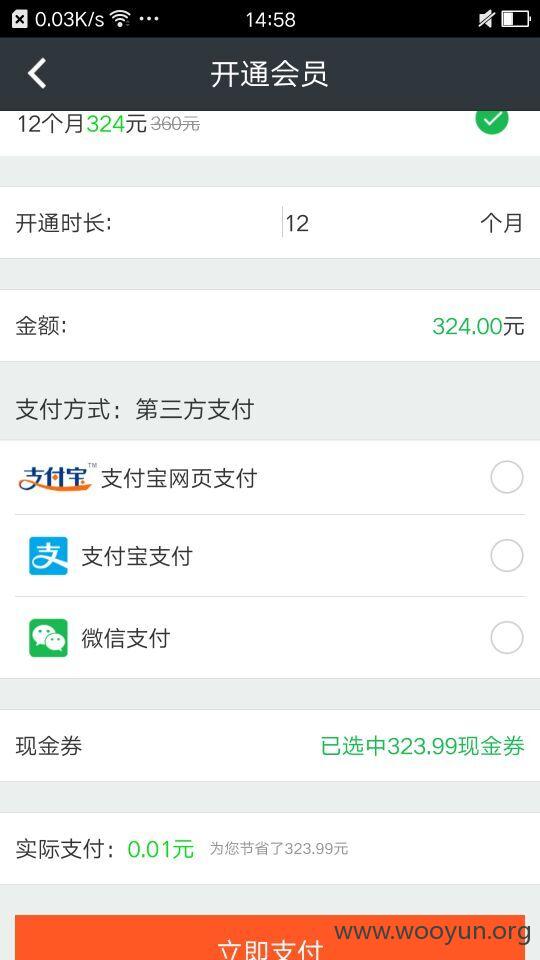 0.03K/s 14:58
开通会员
12个月324元 360元
开通时长: 12 个月
金额: 324.00元
支付方式：第三方支付
支付宝™ 支付宝网页支付
支 支付宝支付
微信支付
现金券 已选中323.99现金券
实际支付：0.01元 为您节省了323.99元
立即支付
www.wooyun.org